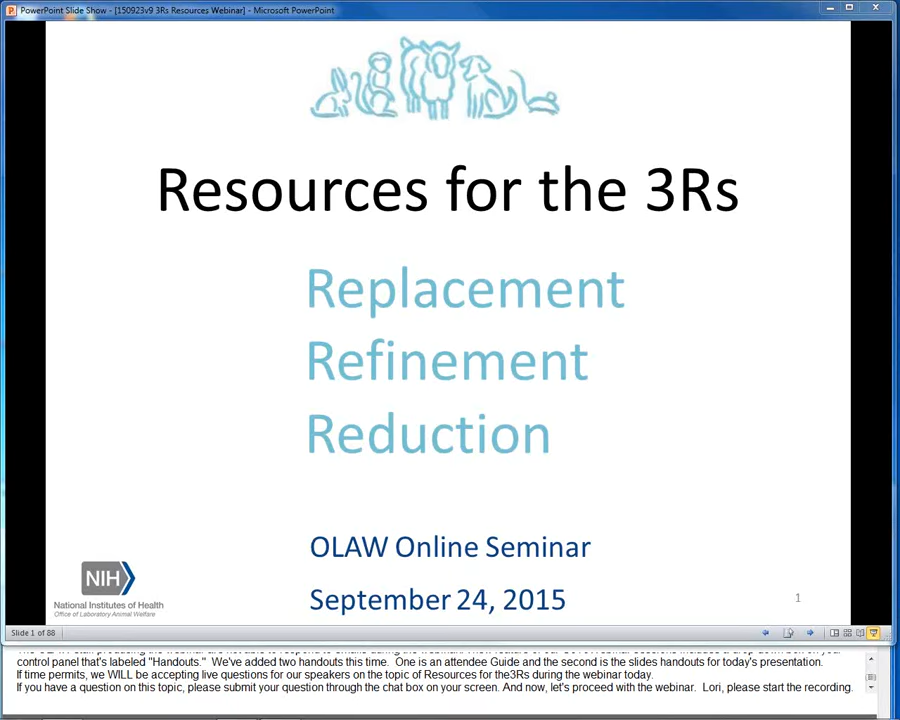 PowerPoint Slide Show - [150923v9 3Rs Resources Webinar] - Microsoft PowerPoint
Resources for the 3Rs
Replacement
Refinement
Reduction
OLAW Online Seminar
September 24, 2015
NIH
National Institutes of Health
Office of Laboratory Animal Welfare
1
Slide 1 of 88
control panel that's labeled "Handouts." We've added two handouts this time. One is an attendee Guide and the second is the slides handouts for today's presentation.
If time permits, we WILL be accepting live questions for our speakers on the topic of Resources for the3Rs during the webinar today.
If you have a question on this topic, please submit your question through the chat box on your screen. And now, let's proceed with the webinar. Lori, please start the recording.